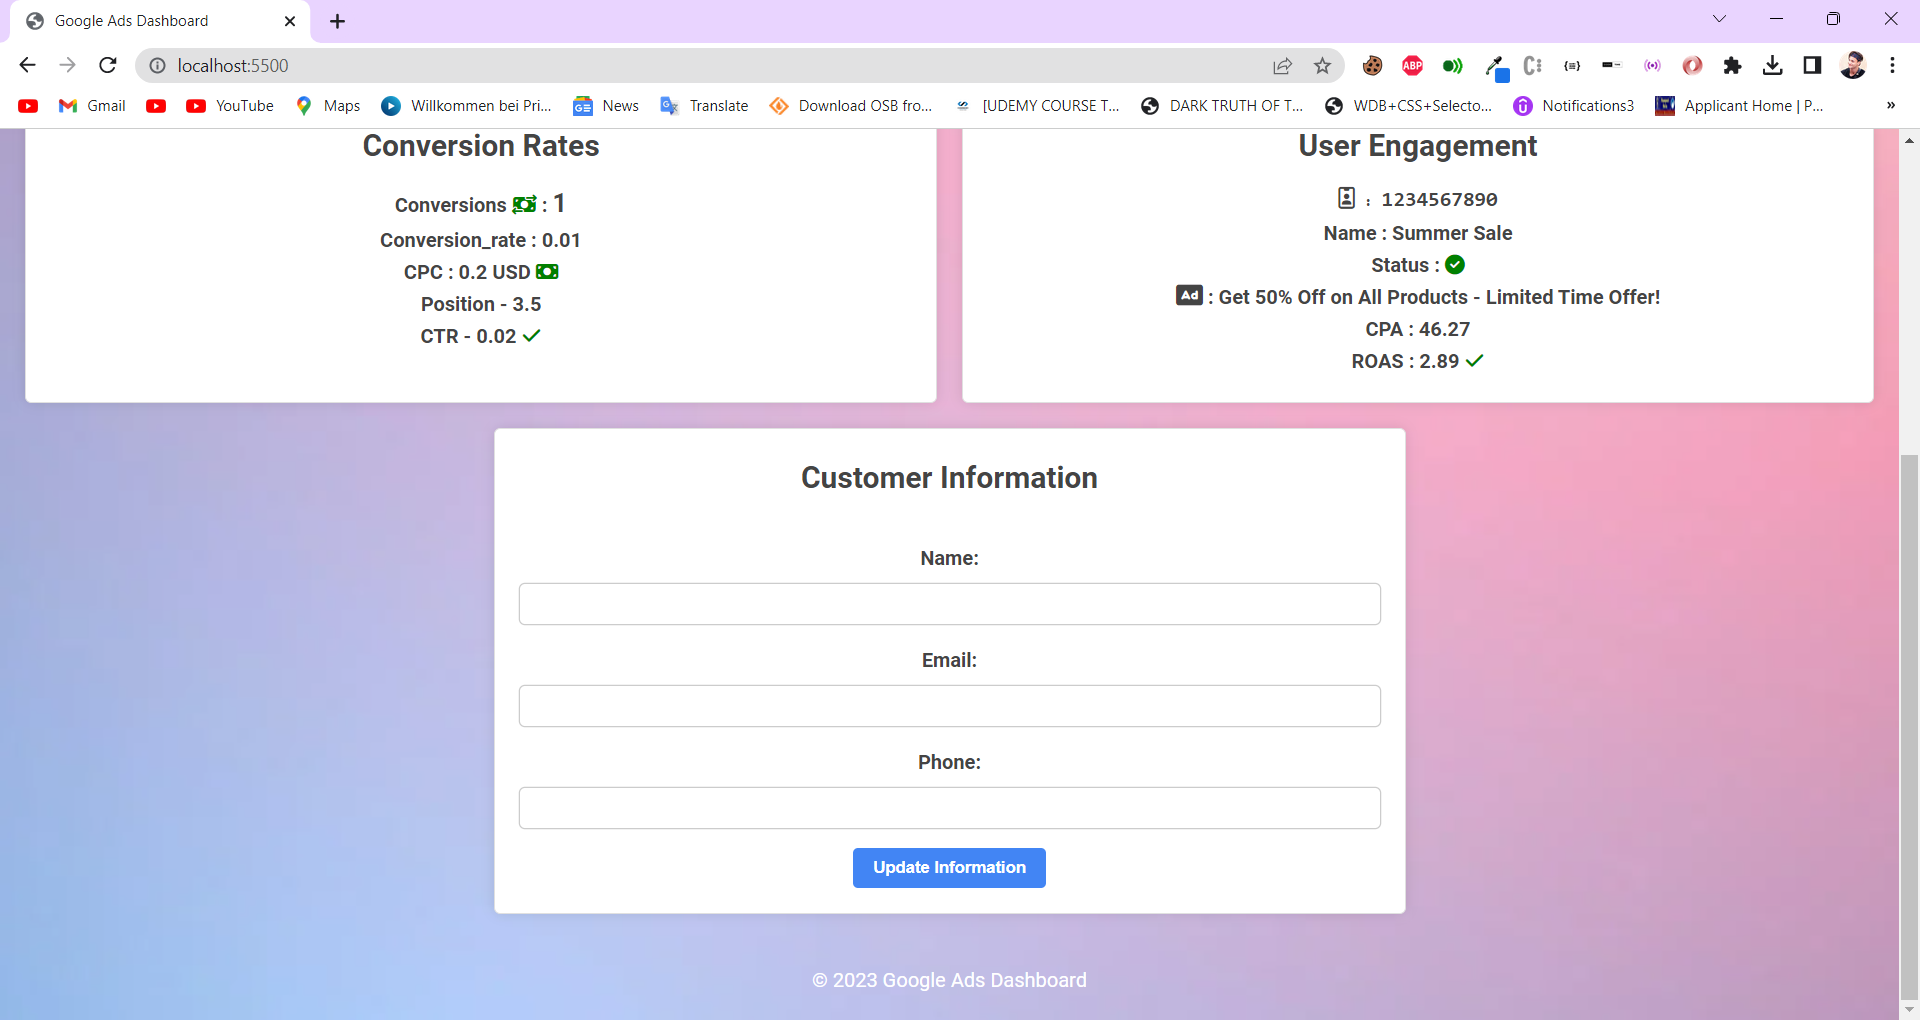 Google Ads Dashboard
localhost:5500
ABP
Gmail YouTube Maps Willkommen bei Pri... News Translate Download OSB fro... [UDEMY COURSE T... DARK TRUTH OF T... WDB+CSS+Selecto... Notifications3 Applicant Home | P... »
Conversion Rates
Conversions : 1
Conversion_rate : 0.01
CPC : 0.2 USD
Position - 3.5
CTR - 0.02
User Engagement
: 1234567890
Name : Summer Sale
Status :
Ad : Get 50% Off on All Products - Limited Time Offer!
CPA : 46.27
ROAS : 2.89
Customer Information
Name:
Email:
Phone:
Update Information
© 2023 Google Ads Dashboard